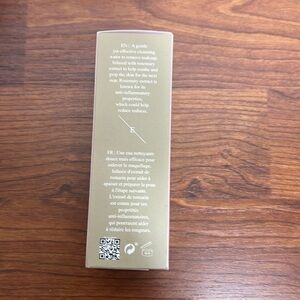 EN : A gentle
yet effective cleansing
water to remove makeup.
Infused with rosemary
extract to help soothe and
prep the skin for the next
step. Rosemary extract is
known for its
anti-inflammatory
properties,
which could help
reduce redness.
E
FR : Une eau nettoyante
douce mais efficace pour
enlever le maquillage.
Infusée d'extrait de
romarin pour aider à
apaiser et préparer la peau
à l'étape suivante.
L'extrait de romarin
est connu pour ses
propriétés
anti-inflammatoires,
qui pourraient aider
à réduire les rougeurs.